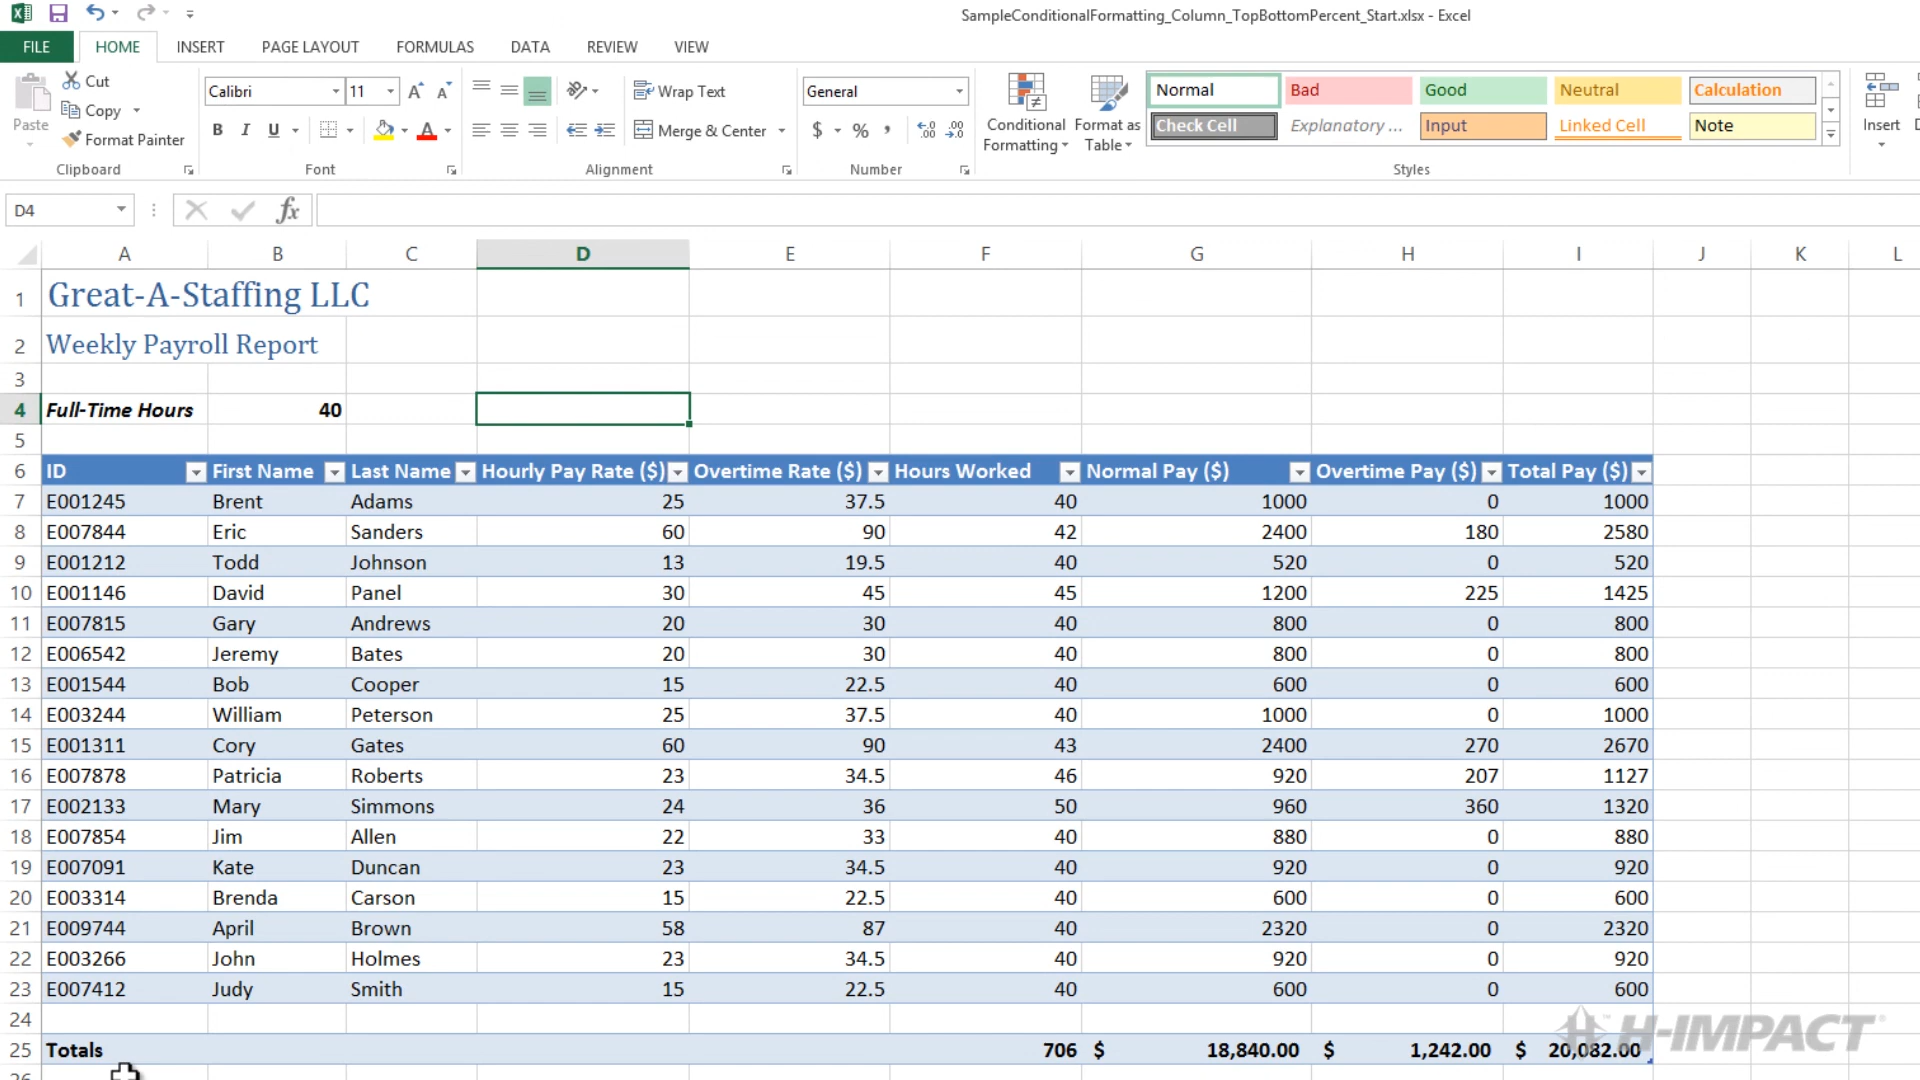 SampleConditionalFormatting_Column_TopBottomPercent_Start.xlsx - Excel
FILE HOME INSERT PAGE LAYOUT FORMULAS DATA REVIEW VIEW
Paste Cut Copy Format Painter Clipboard
Calibri 11 B I U A A A Font
Wrap Text Merge & Center Alignment
General $ % , .00 .00 Number
Conditional Formatting Format as Table
Normal Bad Good Neutral Calculation
Check Cell Explanatory ... Input Linked Cell Note
Styles
Insert
D4 fx
A B C D E F G H I J K L
1 Great-A-Staffing LLC
2 Weekly Payroll Report
3
4 Full-Time Hours 40
5
6 ID First Name Last Name Hourly Pay Rate ($) Overtime Rate ($) Hours Worked Normal Pay ($) Overtime Pay ($) Total Pay ($)
7 E001245 Brent Adams 25 37.5 40 1000 0 1000
8 E007844 Eric Sanders 60 90 42 2400 180 2580
9 E001212 Todd Johnson 13 19.5 40 520 0 520
10 E001146 David Panel 30 45 45 1200 225 1425
11 E007815 Gary Andrews 20 30 40 800 0 800
12 E006542 Jeremy Bates 20 30 40 800 0 800
13 E001544 Bob Cooper 15 22.5 40 600 0 600
14 E003244 William Peterson 25 37.5 40 1000 0 1000
15 E001311 Cory Gates 60 90 43 2400 270 2670
16 E007878 Patricia Roberts 23 34.5 46 920 207 1127
17 E002133 Mary Simmons 24 36 50 960 360 1320
18 E007854 Jim Allen 22 33 40 880 0 880
19 E007091 Kate Duncan 23 34.5 40 920 0 920
20 E003314 Brenda Carson 15 22.5 40 600 0 600
21 E009744 April Brown 58 87 40 2320 0 2320
22 E003266 John Holmes 23 34.5 40 920 0 920
23 E007412 Judy Smith 15 22.5 40 600 0 600
24
25 Totals 706 $ 18,840.00 $ 1,242.00 $ 20,082.00
H-IMPACT